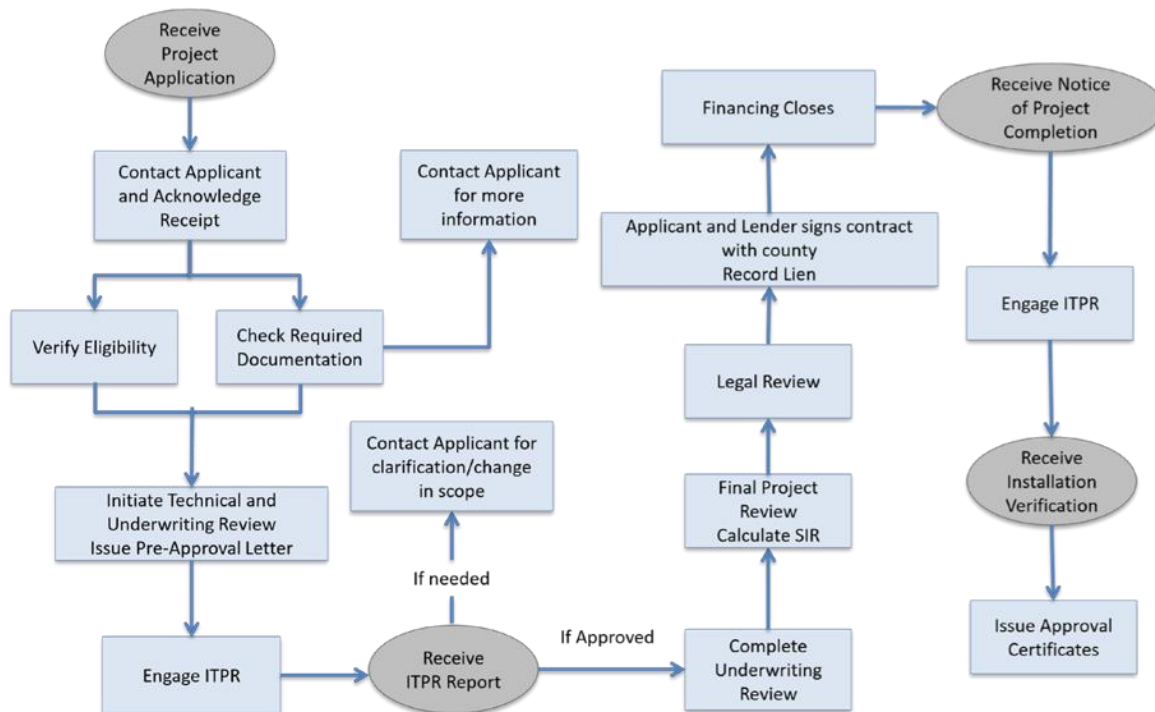 Receive
Project
Application
Contact Applicant
and Acknowledge
Receipt
Contact Applicant
for more
information
Verify Eligibility
Check Required
Documentation
Initiate Technical and
Underwriting Review
Issue Pre-Approval Letter
Engage ITPR
Receive
ITPR Report
If needed
Contact Applicant for
clarification/change
in scope
If Approved
Complete
Underwriting
Review
Final Project
Review
Calculate SIR
Legal Review
Applicant and Lender signs contract
with county
Record Lien
Financing Closes
Receive Notice
of Project
Completion
Engage ITPR
Receive
Installation
Verification
Issue Approval
Certificates